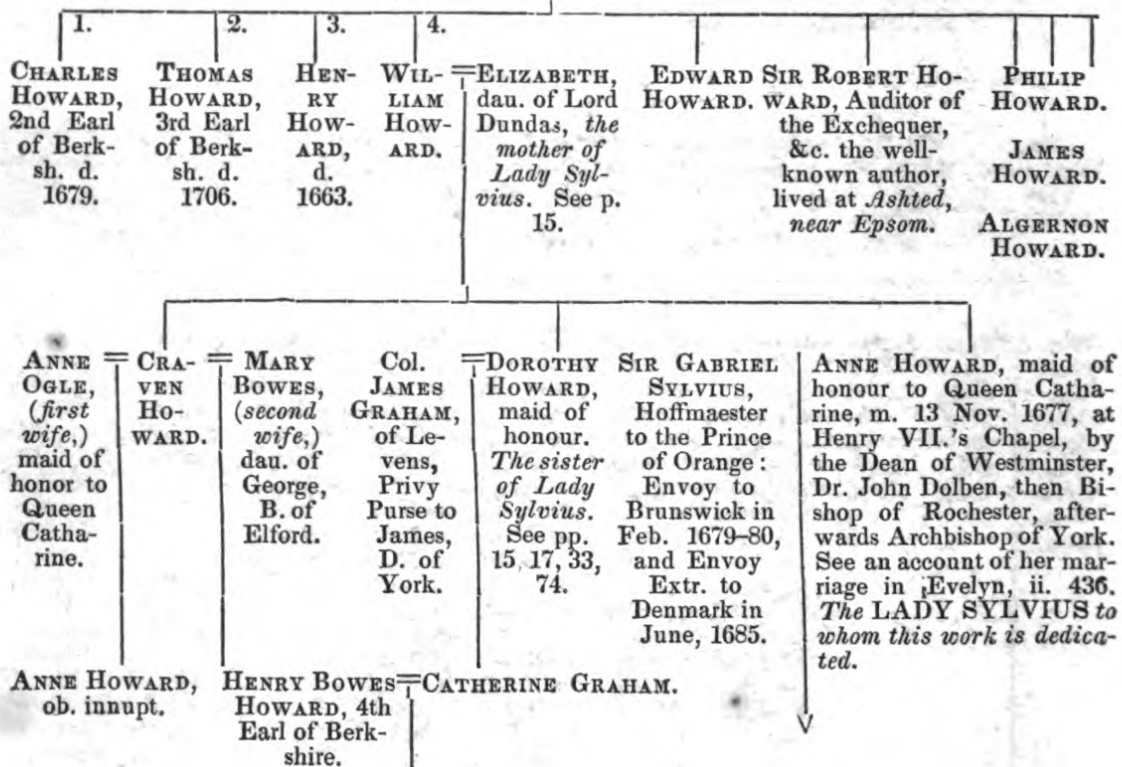 1.
CHARLES
HOWARD,
2nd Earl
of Berk-
sh. d.
1679.
2.
THOMAS
HOWARD,
3rd Earl
of Berk-
sh. d.
1706.
3.
HEN-
RY
HOW-
ARD,
d.
1663.
4.
WIL-
LIAM
HOW-
ARD.
=ELIZABETH,
dau. of Lord
Dundas, the
mother of
Lady Syl-
vius. See p.
15.
EDWARD
HOWARD.
SIR ROBERT HO-
WARD, Auditor of
the Exchequer,
&c. the well-
known author,
lived at Ashted,
near Epsom.
PHILIP
HOWARD.
JAMES
HOWARD.
ALGERNON
HOWARD.
ANNE =
OGLE,
(first
wife,)
maid of
honor to
Queen
Catha-
rine.
CRA- =
VEN
HO-
WARD.
MARY
BOWES,
(second
wife,)
dau. of
George,
B. of
Elford.
Col.
JAMES
GRAHAM,
of Le-
vens,
Privy
Purse to
James,
D. of
York.
=DOROTHY
HOWARD,
maid of
honour.
The sister
of Lady
Sylvius.
See pp.
15, 17, 33,
74.
SIR GABRIEL
SYLVIUS,
Hoffmaester
to the Prince
of Orange:
Envoy to
Brunswick in
Feb. 1679–80,
and Envoy
Extr. to
Denmark in
June, 1685.
ANNE HOWARD, maid of
honour to Queen Catha-
rine, m. 13 Nov. 1677, at
Henry VII.'s Chapel, by
the Dean of Westminster,
Dr. John Dolben, then Bi-
shop of Rochester, after-
wards Archbishop of York.
See an account of her mar-
riage in Evelyn, ii. 436.
The LADY SYLVIUS to
whom this work is dedica-
ted.
ANNE HOWARD,
ob. innupt.
HENRY BOWES=CATHERINE GRAHAM.
HOWARD, 4th
Earl of Berk-
shire.